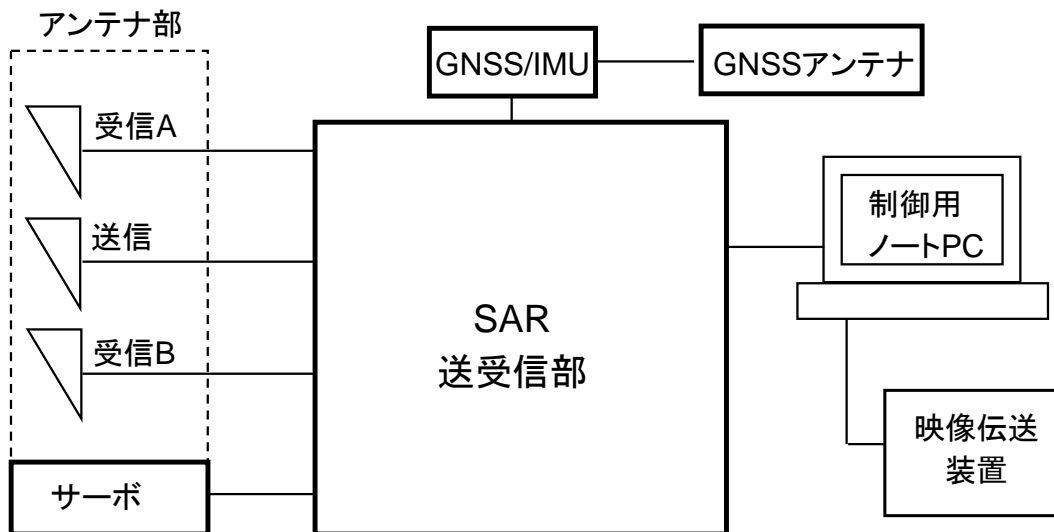 アンテナ部
GNSS/IMU
GNSSアンテナ
受信A
送信
受信B
サーボ
SAR
送受信部
制御用
ノートPC
映像伝送
装置